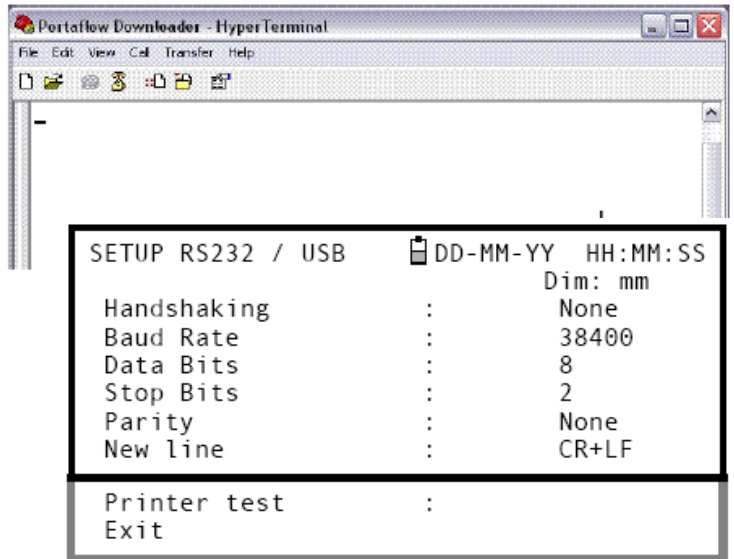 Portaflow Downloader - HyperTerminal
File Edit View Call Transfer Help
SETUP RS232 / USB DD-MM-YY HH:MM:SS
Dim: mm
Handshaking : None
Baud Rate : 38400
Data Bits : 8
Stop Bits : 2
Parity : None
New line : CR+LF
Printer test :
Exit